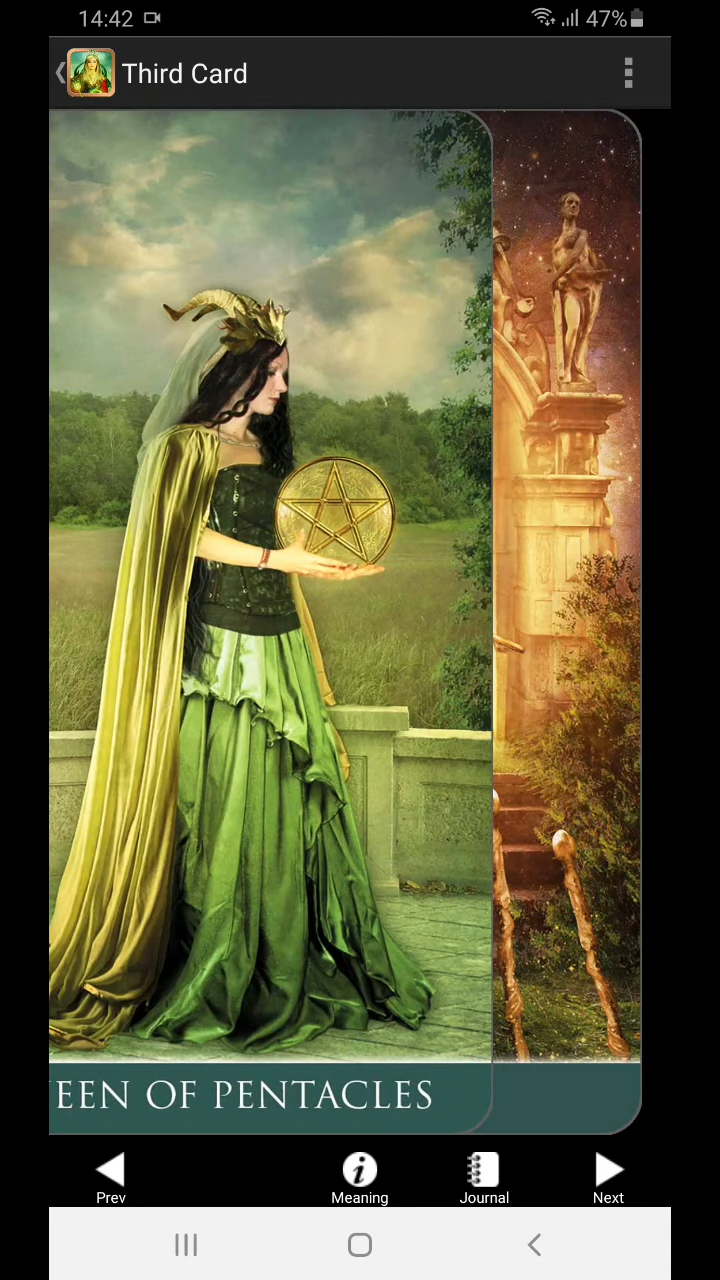 14:42
47%
Third Card
EEN OF PENTACLES
Prev
Meaning
Journal
Next